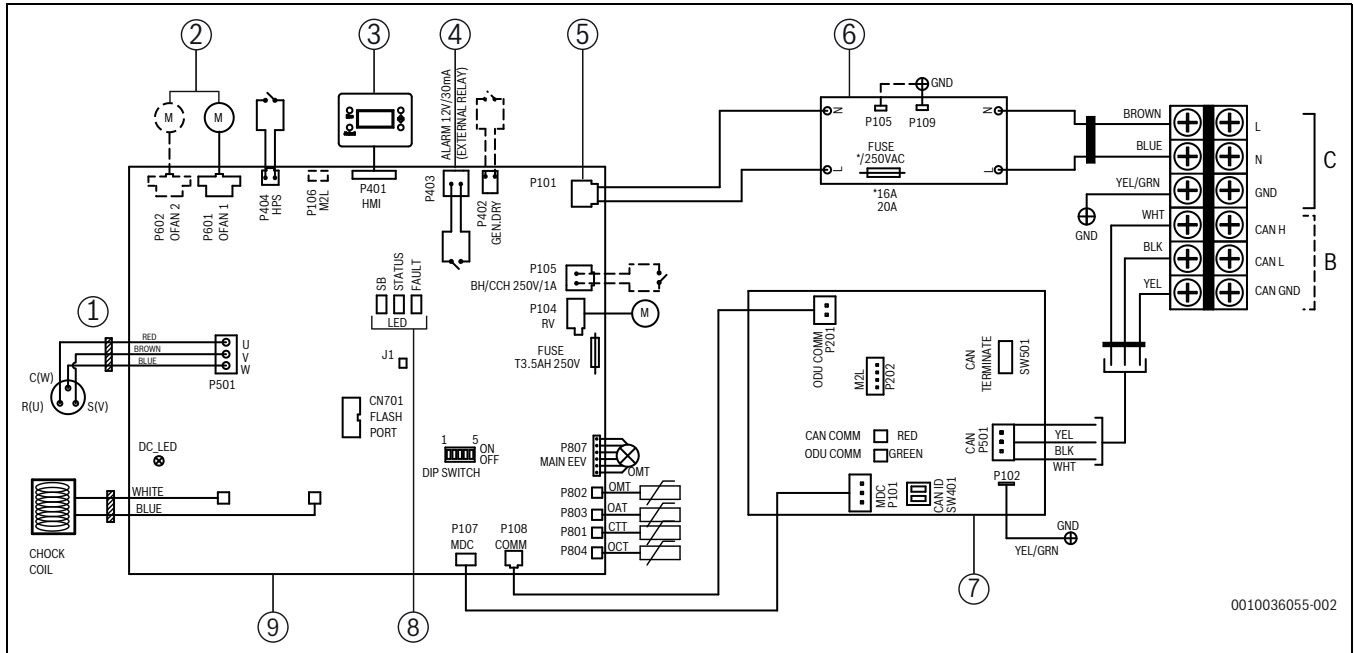 1
2
3
4
5
6
7
8
9
M
M
ALARM 12V/30mA
(EXTERNAL RELAY)
P602
OFAN 2
P601
OFAN 1
P404
HPS
P106
M2L
P401
HMI
P403
P402
GEN.DRY
P101
N
L
P105
P109
GND
FUSE
*/250VAC
*16A
20A
N
L
BROWN
BLUE
YEL/GRN
GND
WHT
BLK
YEL
L
N
GND
CAN H
CAN L
CAN GND
C
B
SB
STATUS
FAULT
LED
J1
P105
BH/CCH 250V/1A
P104
RV
M
FUSE
T3.5AH 250V
RED
BROWN
BLUE
U
V
W
P501
C(W)
R(U)
S(V)
CN701
FLASH
PORT
DC_LED
1
5
ON
OFF
DIP SWITCH
P807
MAIN EEV
OMT
P802
OMT
P803
OAT
P801
CTT
P804
OCT
WHITE
BLUE
CHOCK
COIL
P107
MDC
P108
COMM
ODU COMM
P201
M2L
P202
CAN
TERMINATE
SW501
CAN COMM
RED
ODU COMM
GREEN
CAN
P501
YEL
BLK
WHT
MDC
P101
CAN ID
SW401
P102
GND
YEL/GRN
0010036055-002